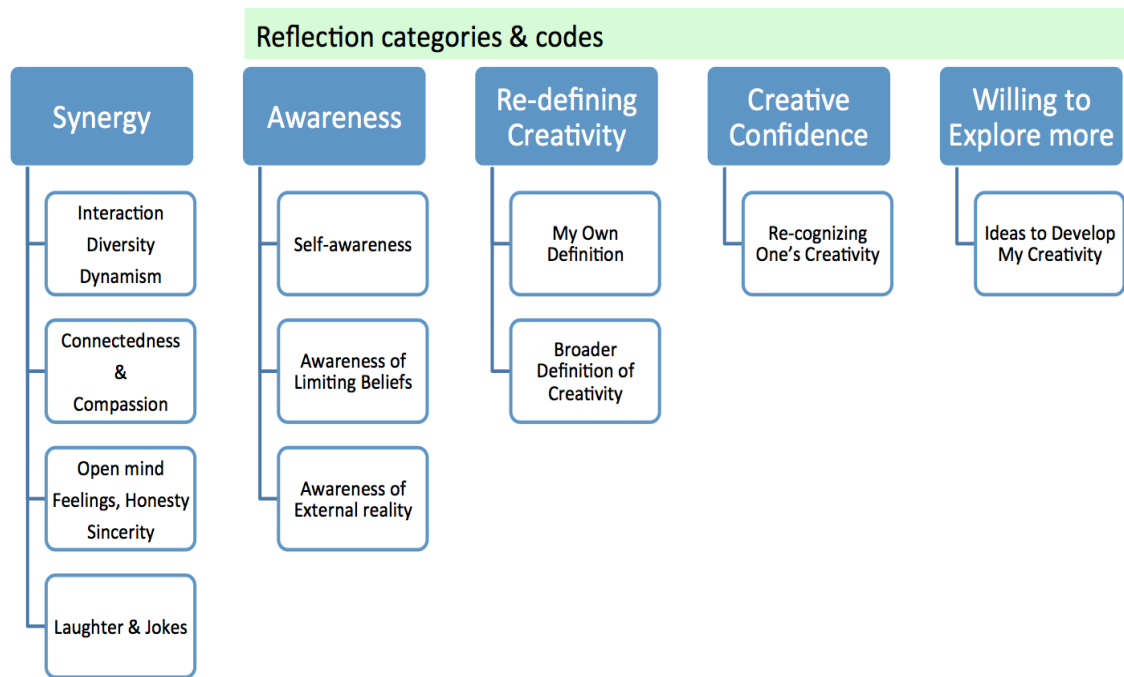 Reflection categories & codes
Synergy
Interaction
Diversity
Dynamism
Connectedness
&
Compassion
Open mind
Feelings, Honesty
Sincerity
Laughter & Jokes
Awareness
Self-awareness
Awareness of
Limiting Beliefs
Awareness of
External reality
Re-defining
Creativity
My Own
Definition
Broader
Definition of
Creativity
Creative
Confidence
Re-cognizing
One’s Creativity
Willing to
Explore more
Ideas to Develop
My Creativity